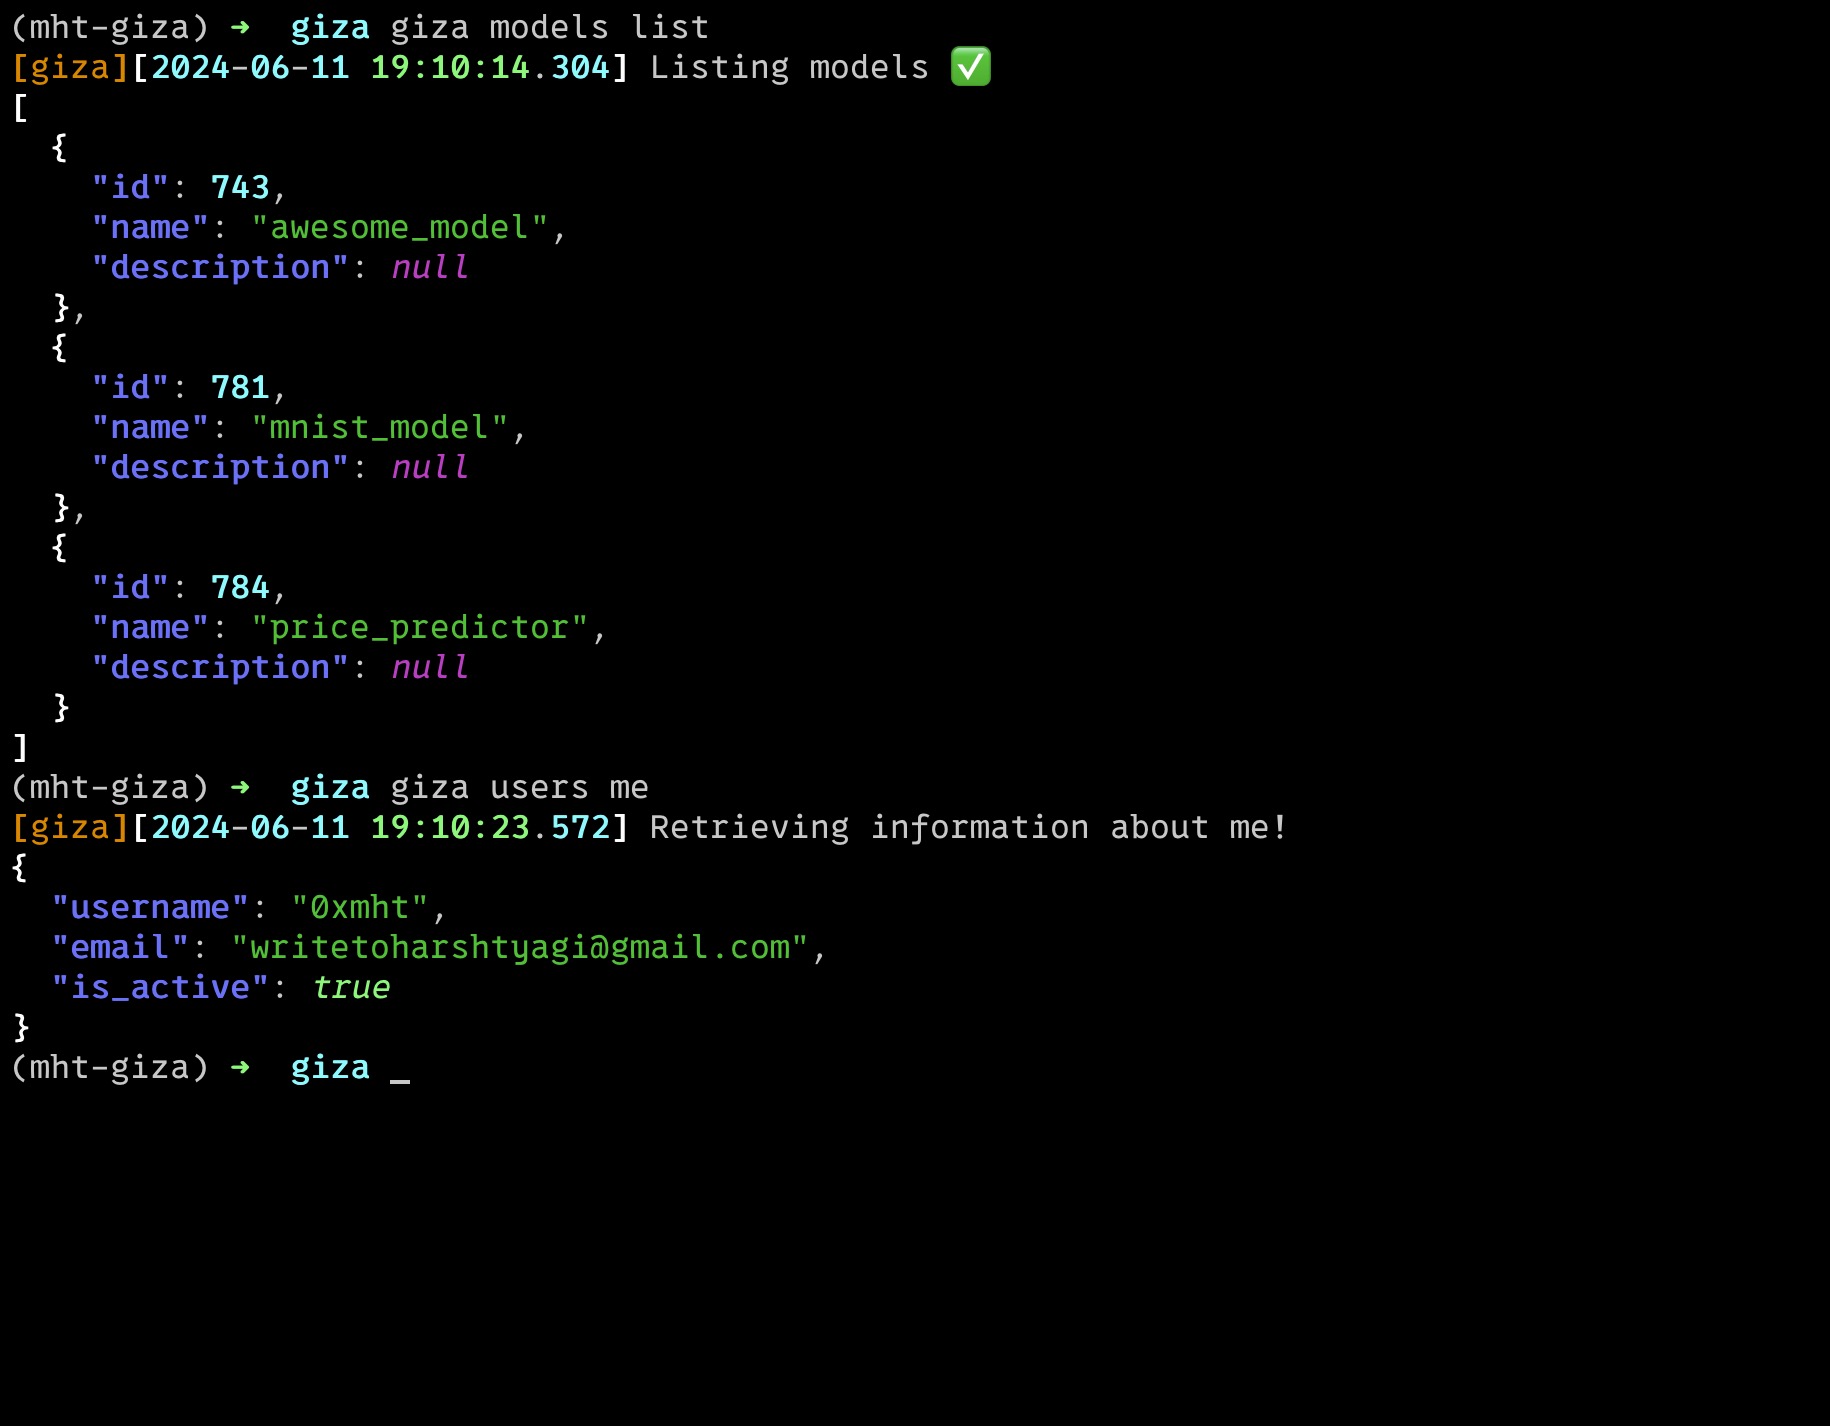 (mht-giza) ➜  giza giza models list
[giza][2024-06-11 19:10:14.304] Listing models ✅
[
  {
    "id": 743,
    "name": "awesome_model",
    "description": null
  },
  {
    "id": 781,
    "name": "mnist_model",
    "description": null
  },
  {
    "id": 784,
    "name": "price_predictor",
    "description": null
  }
]
(mht-giza) ➜  giza giza users me
[giza][2024-06-11 19:10:23.572] Retrieving information about me!
{
  "username": "0xmht",
  "email": "writetoharshtyagi@gmail.com",
  "is_active": true
}
(mht-giza) ➜  giza _